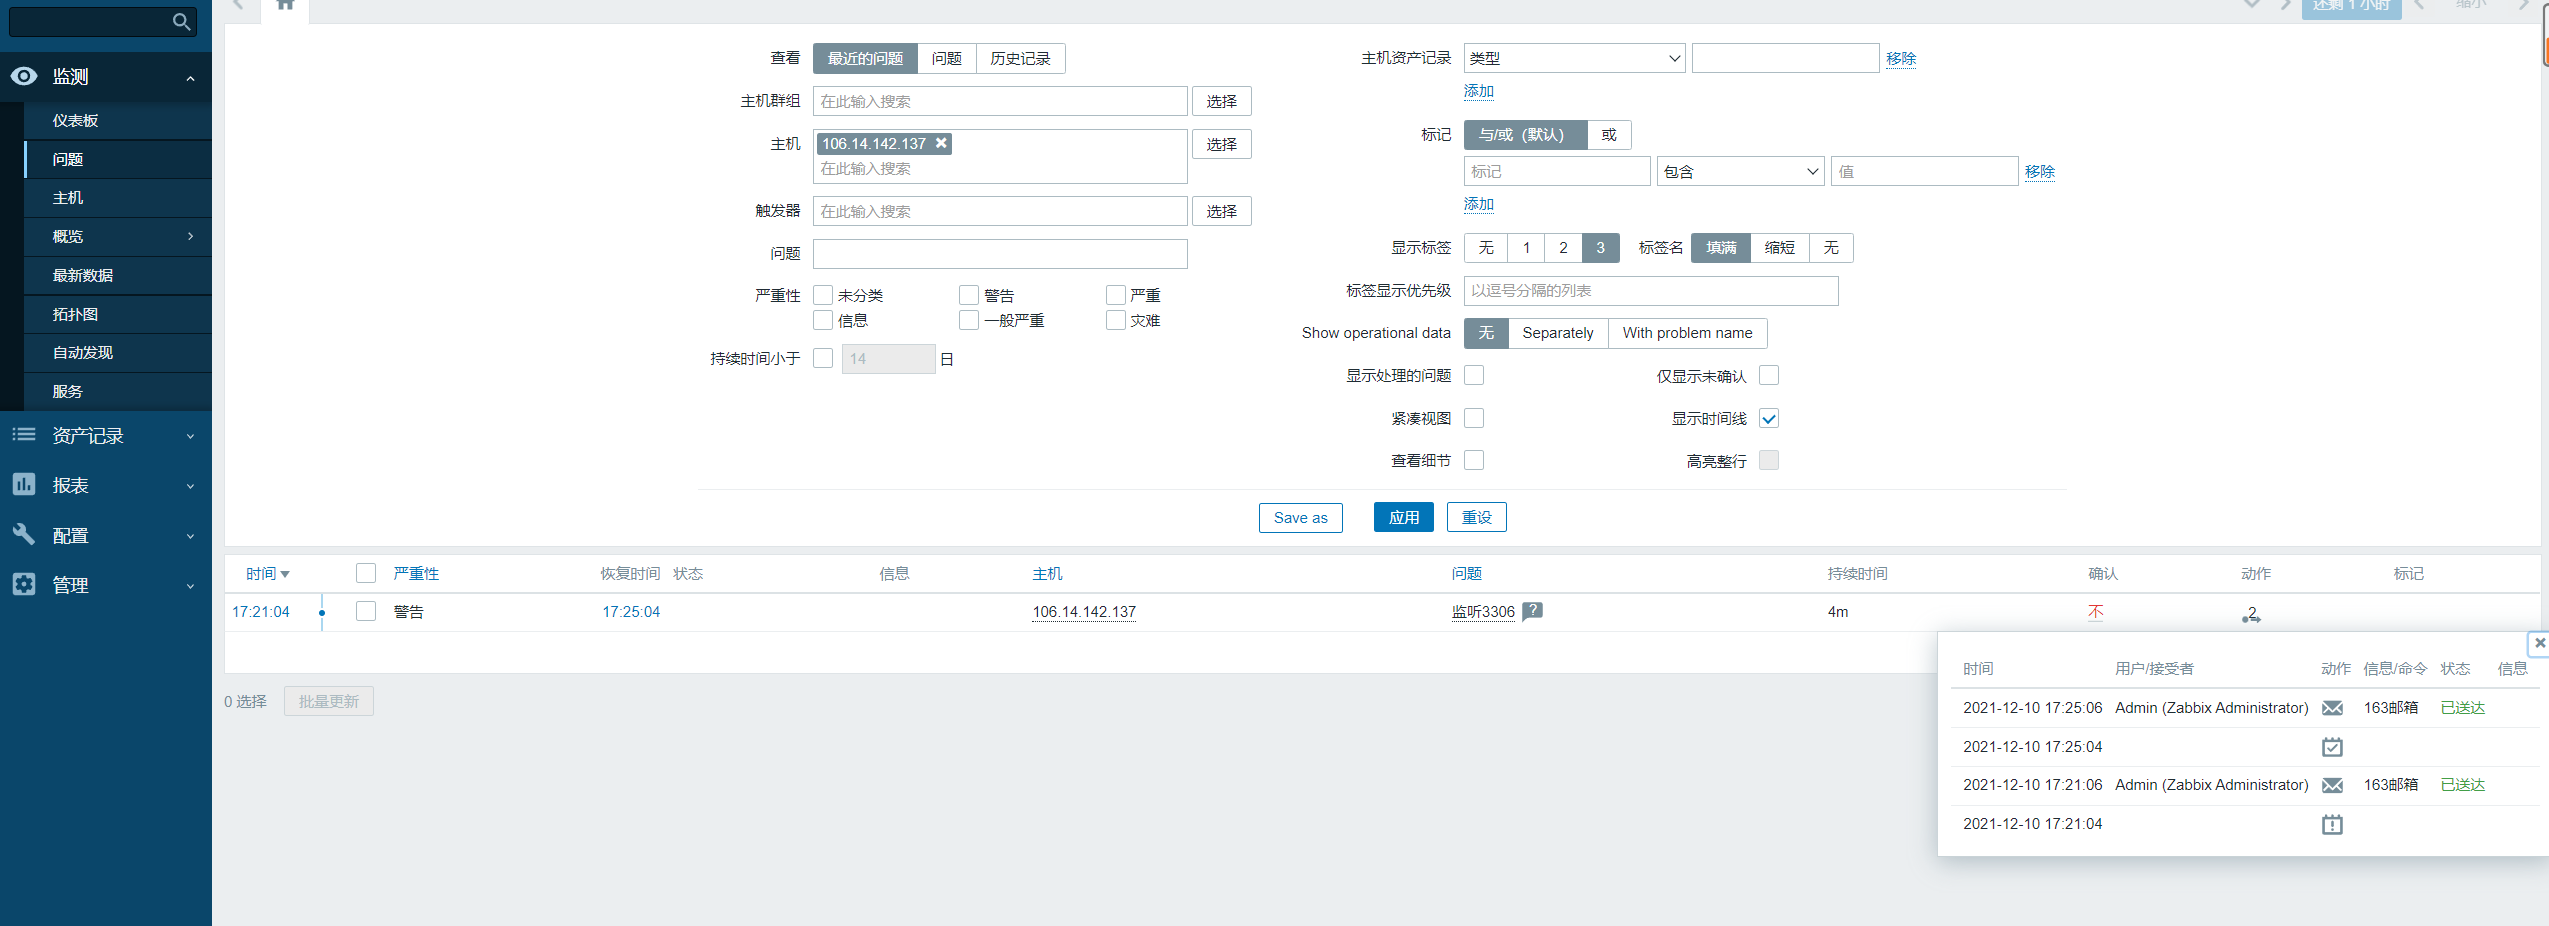 还剩 1 小时
缩小
监测
仪表板
问题
主机
概览
最新数据
拓扑图
自动发现
服务
资产记录
报表
配置
管理
查看 最近的问题 问题 历史记录
主机群组 在此输入搜索 选择
主机 106.14.142.137 选择
在此输入搜索
触发器 在此输入搜索 选择
问题
严重性 未分类 警告 严重
信息 一般严重 灾难
持续时间小于 14 日
主机资产记录 类型 移除
添加
标记 与/或（默认） 或
标记 包含 值 移除
添加
显示标签 无 1 2 3 标签名 填满 缩短 无
标签显示优先级 以逗号分隔的列表
Show operational data 无 Separately With problem name
显示处理的问题 仅显示未确认
紧凑视图 显示时间线
查看细节 高亮整行
Save as 应用 重设
时间 严重性 恢复时间 状态 信息 主机 问题 持续时间 确认 动作 标记
17:21:04 警告 17:25:04 106.14.142.137 监听3306 ? 4m 不 2
0 选择 批量更新
时间 用户/接受者 动作 信息/命令 状态 信息
2021-12-10 17:25:06 Admin (Zabbix Administrator) 163邮箱 已送达
2021-12-10 17:25:04
2021-12-10 17:21:06 Admin (Zabbix Administrator) 163邮箱 已送达
2021-12-10 17:21:04